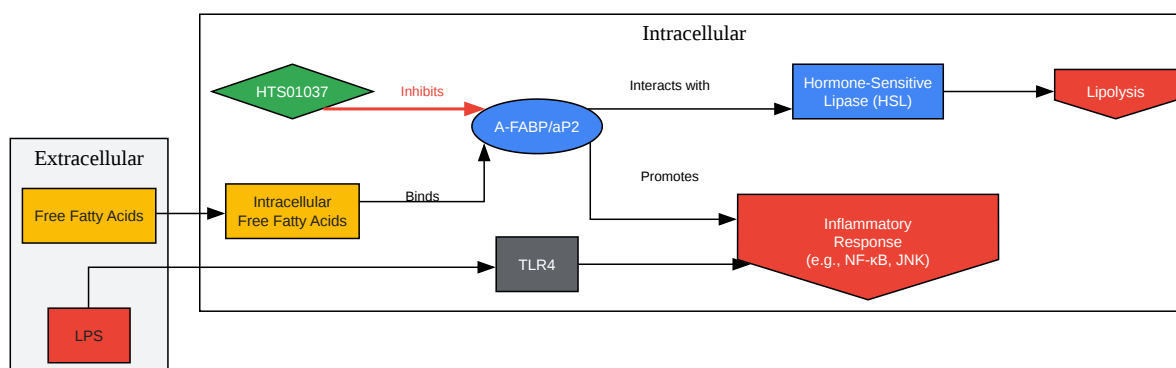 Intracellular
HTS01037
Inhibits
A-FABP/aP2
Interacts with
Hormone-Sensitive
Lipase (HSL)
Lipolysis
Extracellular
Free Fatty Acids
Intracellular
Free Fatty Acids
Binds
Promotes
Inflammatory
Response
(e.g., NF-κB, JNK)
TLR4
LPS